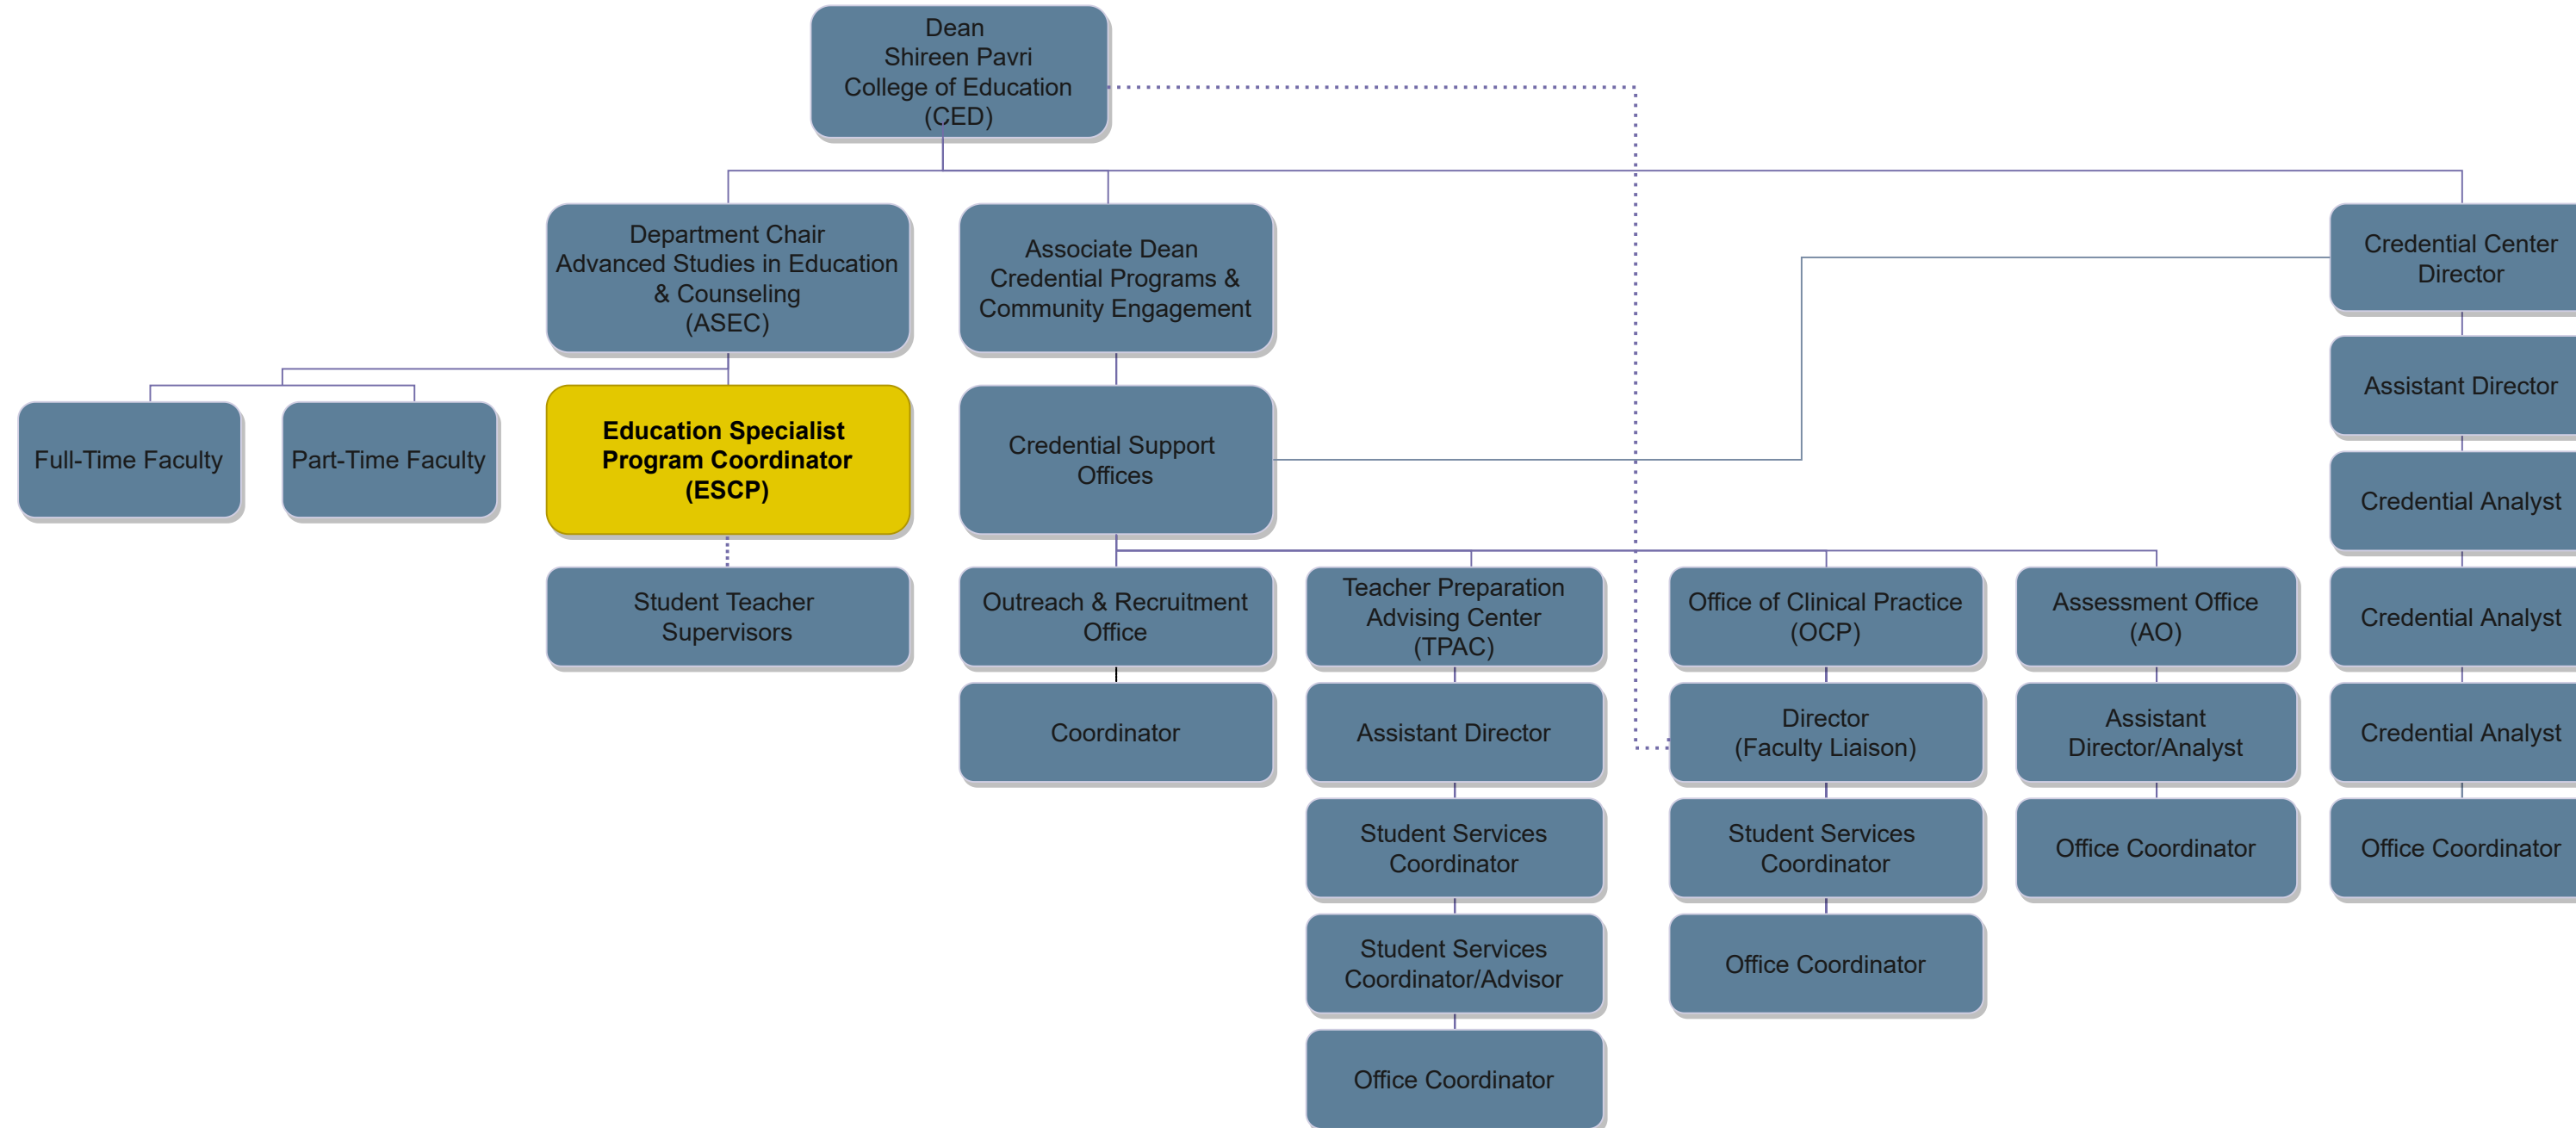 Dean
Shireen Pavri
College of Education
(CED)
Department Chair
Advanced Studies in Education
& Counseling
(ASEC)
Associate Dean
Credential Programs &
Community Engagement
Credential Center
Director
Assistant Director
Full-Time Faculty
Part-Time Faculty
Education Specialist
Program Coordinator
(ESCP)
Credential Support
Offices
Credential Analyst
Student Teacher
Supervisors
Outreach & Recruitment
Office
Teacher Preparation
Advising Center
(TPAC)
Office of Clinical Practice
(OCP)
Assessment Office
(AO)
Credential Analyst
Coordinator
Assistant Director
Director
(Faculty Liaison)
Assistant
Director/Analyst
Credential Analyst
Student Services
Coordinator
Student Services
Coordinator
Office Coordinator
Office Coordinator
Student Services
Coordinator/Advisor
Office Coordinator
Office Coordinator